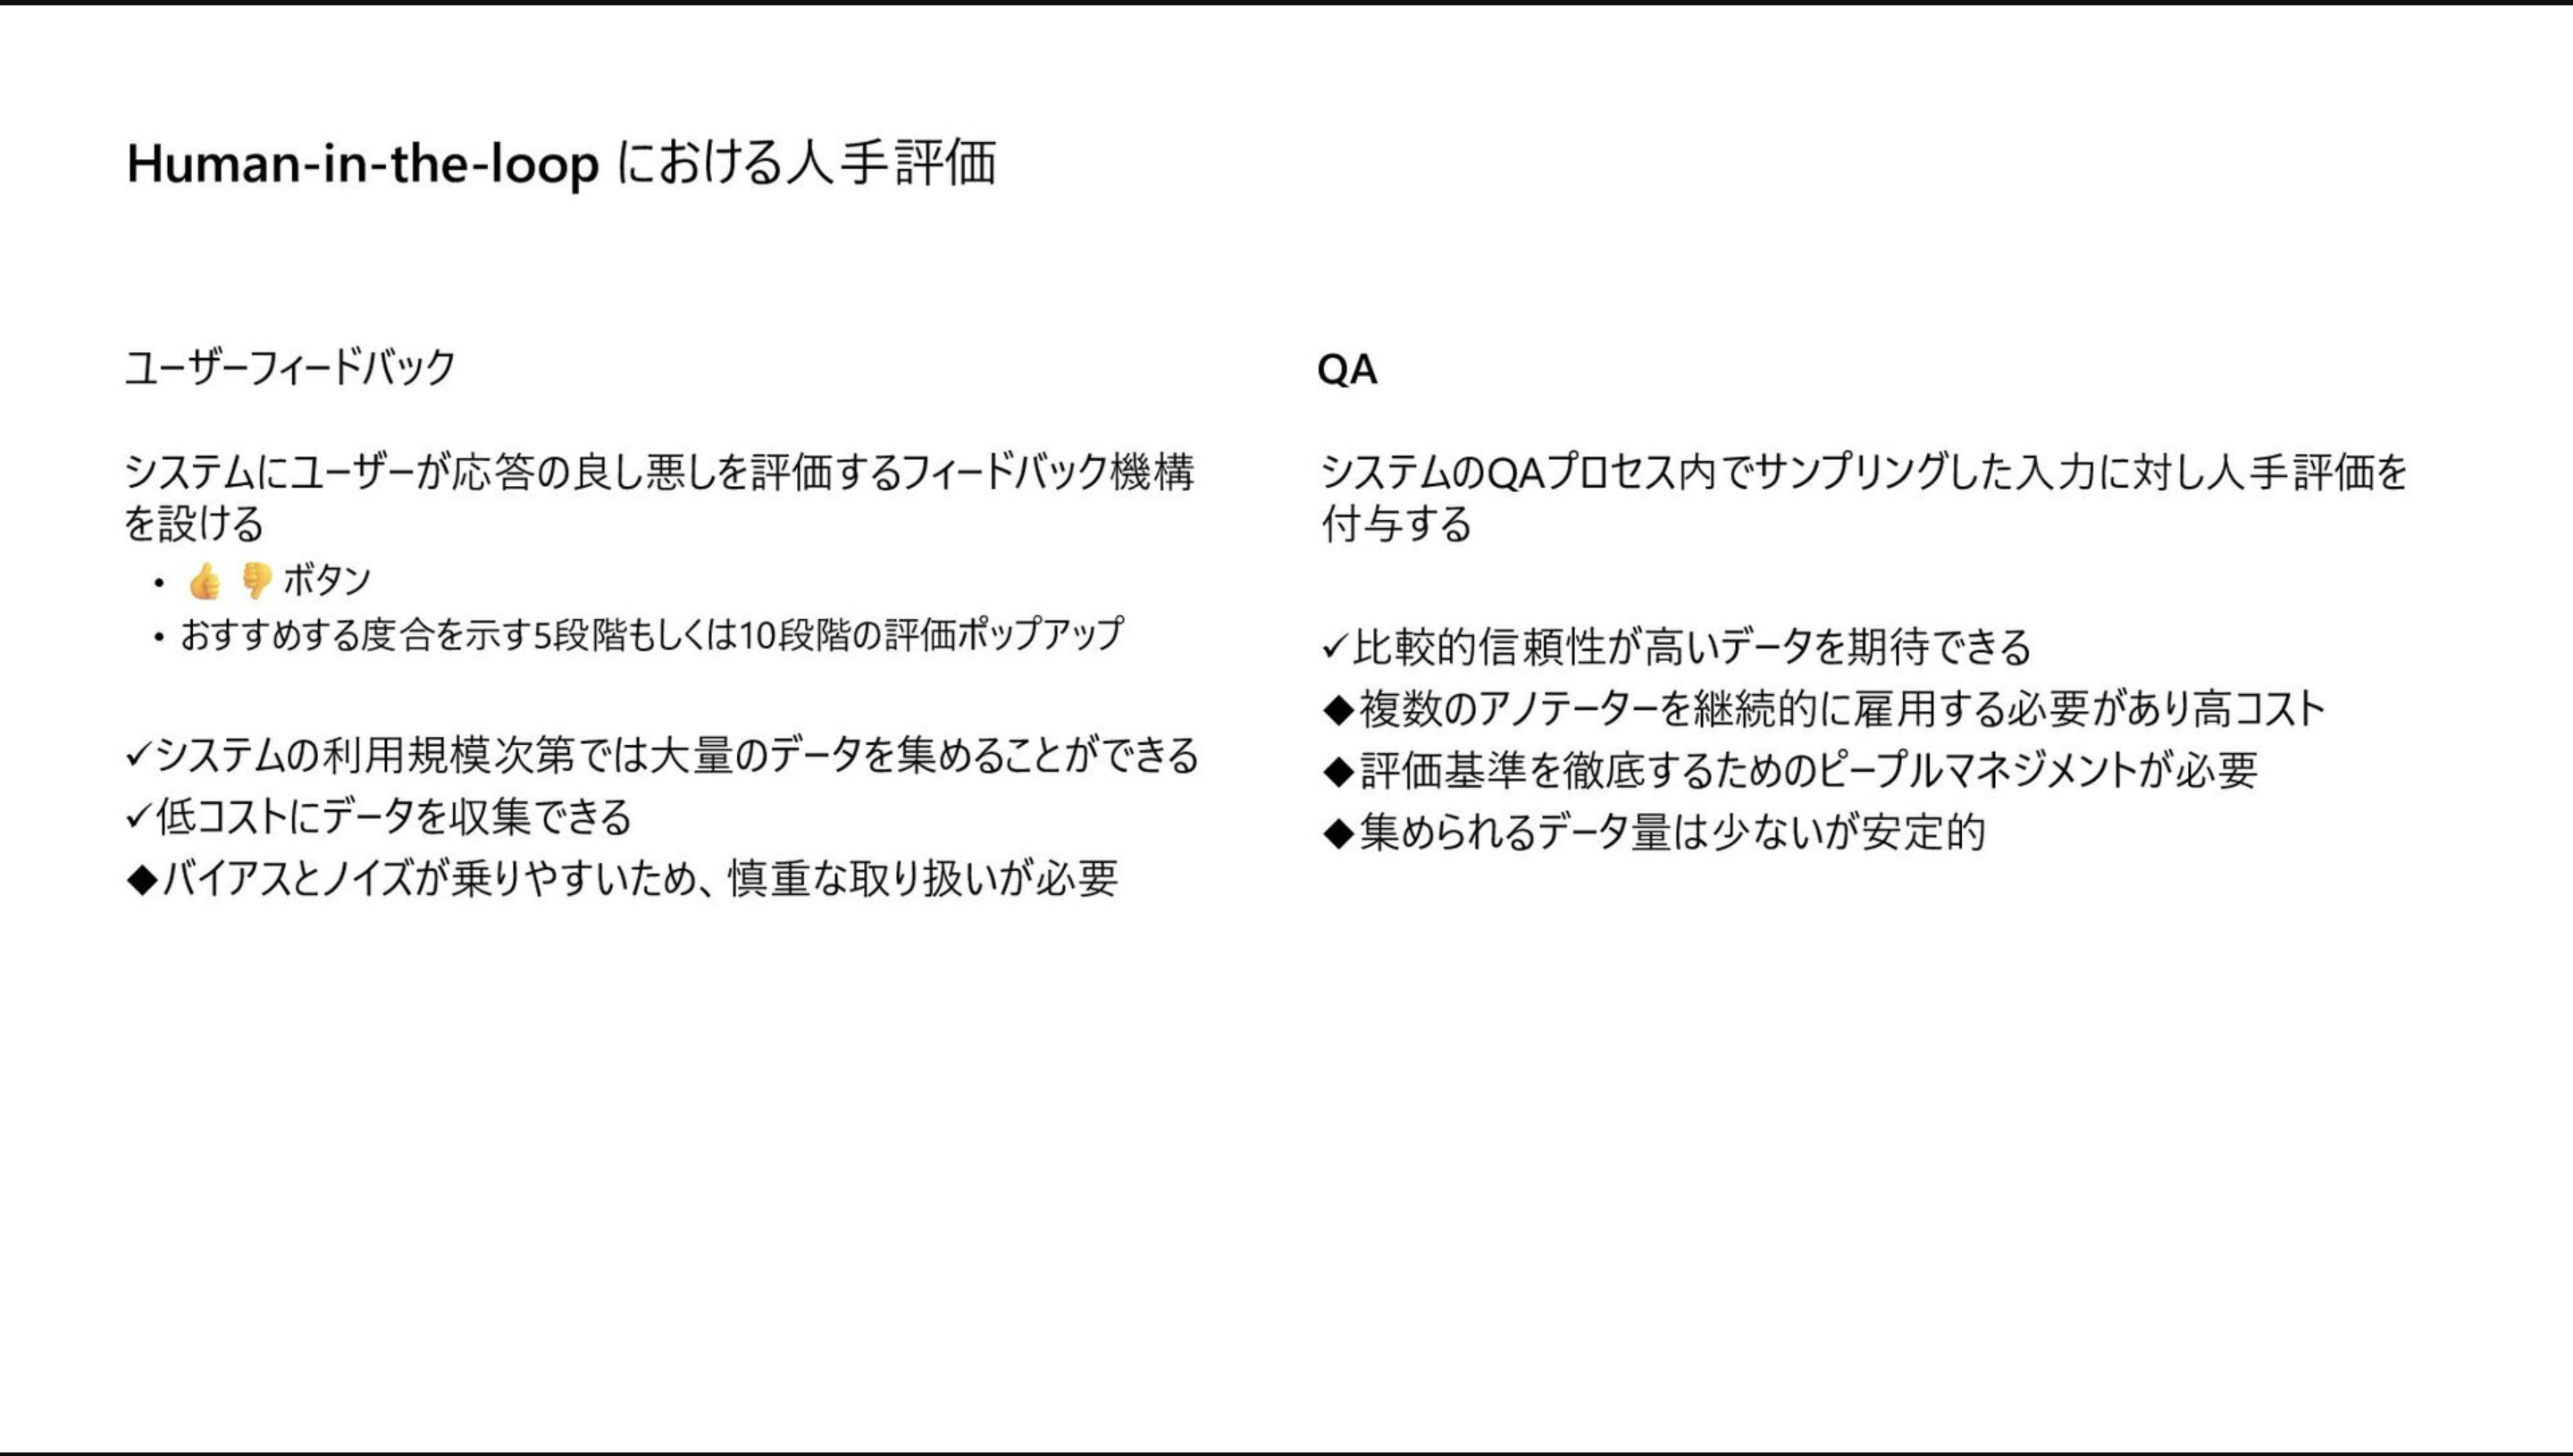 Human-in-the-loop における人手評価
ユーザーフィードバック
システムにユーザーが応答の良し悪しを評価するフィードバック機構
を設ける
• 👍 👎 ボタン
• おすすめする度合を示す5段階もしくは10段階の評価ポップアップ
✓システムの利用規模次第では大量のデータを集めることができる
✓低コストにデータを収集できる
◆バイアスとノイズが乗りやすいため、慎重な取り扱いが必要
QA
システムのQAプロセス内でサンプリングした入力に対し人手評価を
付与する
✓比較的信頼性が高いデータを期待できる
◆複数のアノテーターを継続的に雇用する必要があり高コスト
◆評価基準を徹底するためのピープルマネジメントが必要
◆集められるデータ量は少ないが安定的